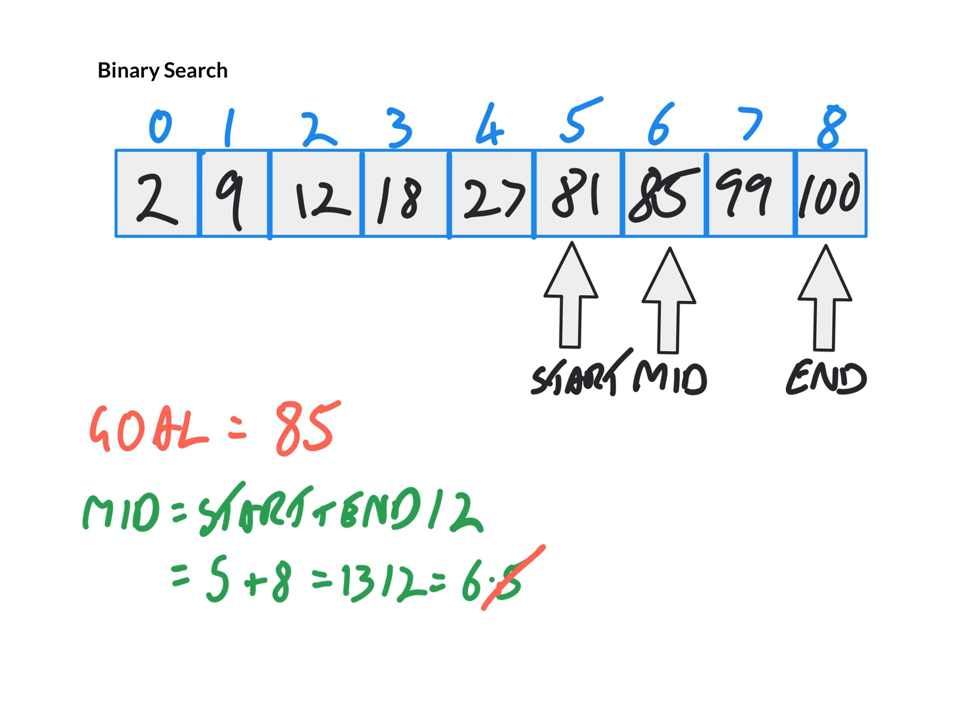 Binary Search
0 1 2 3 4 5 6 7 8
2 9 12 18 27 81 85 99 100
START MID END
GOAL = 85
MID = START + END / 2
= 5 + 8 = 13 / 2 = 6.5